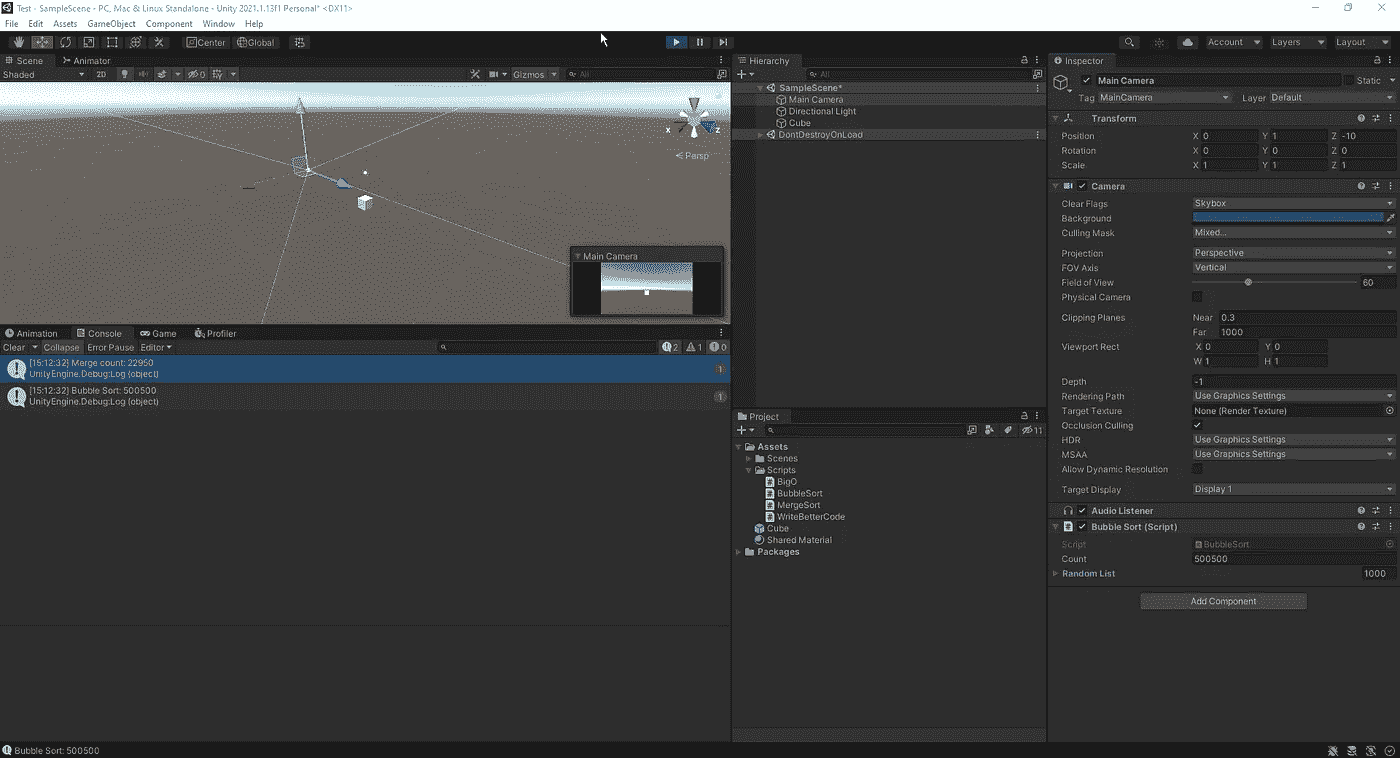 Test - SampleScene - PC, Mac & Linux Standalone - Unity 2021.1.13f1 Personal* <DX11>
File Edit Assets GameObject Component Window Help
Center Global Account Layers Layout
Scene Animator
Shaded 2D 0 Gizmos All
x z
Persp
Main Camera
Animation Console Game Profiler
Clear Collapse Error Pause Editor 2 1 0
[15:12:32] Merge count: 22950
UnityEngine.Debug:Log (object)
1
[15:12:32] Bubble Sort: 500500
UnityEngine.Debug:Log (object)
1
Hierarchy
All
SampleScene*
Main Camera
Directional Light
Cube
DontDestroyOnLoad
Project
11
Assets
Scenes
Scripts
BigO
BubbleSort
MergeSort
WriteBetterCode
Cube
Shared Material
Packages
Inspector
Main Camera Static
Tag MainCamera Layer Default
Transform
Position X 0 Y 1 Z -10
Rotation X 0 Y 0 Z 0
Scale X 1 Y 1 Z 1
Camera
Clear Flags Skybox
Background
Culling Mask Mixed...
Projection Perspective
FOV Axis Vertical
Field of View 60
Physical Camera
Clipping Planes Near 0.3
Far 1000
Viewport Rect X 0 Y 0
W 1 H 1
Depth -1
Rendering Path Use Graphics Settings
Target Texture None (Render Texture)
Occlusion Culling
HDR Use Graphics Settings
MSAA Use Graphics Settings
Allow Dynamic Resolution
Target Display Display 1
Audio Listener
Bubble Sort (Script)
Script BubbleSort
Count 500500
Random List 1000
Add Component
Bubble Sort: 500500